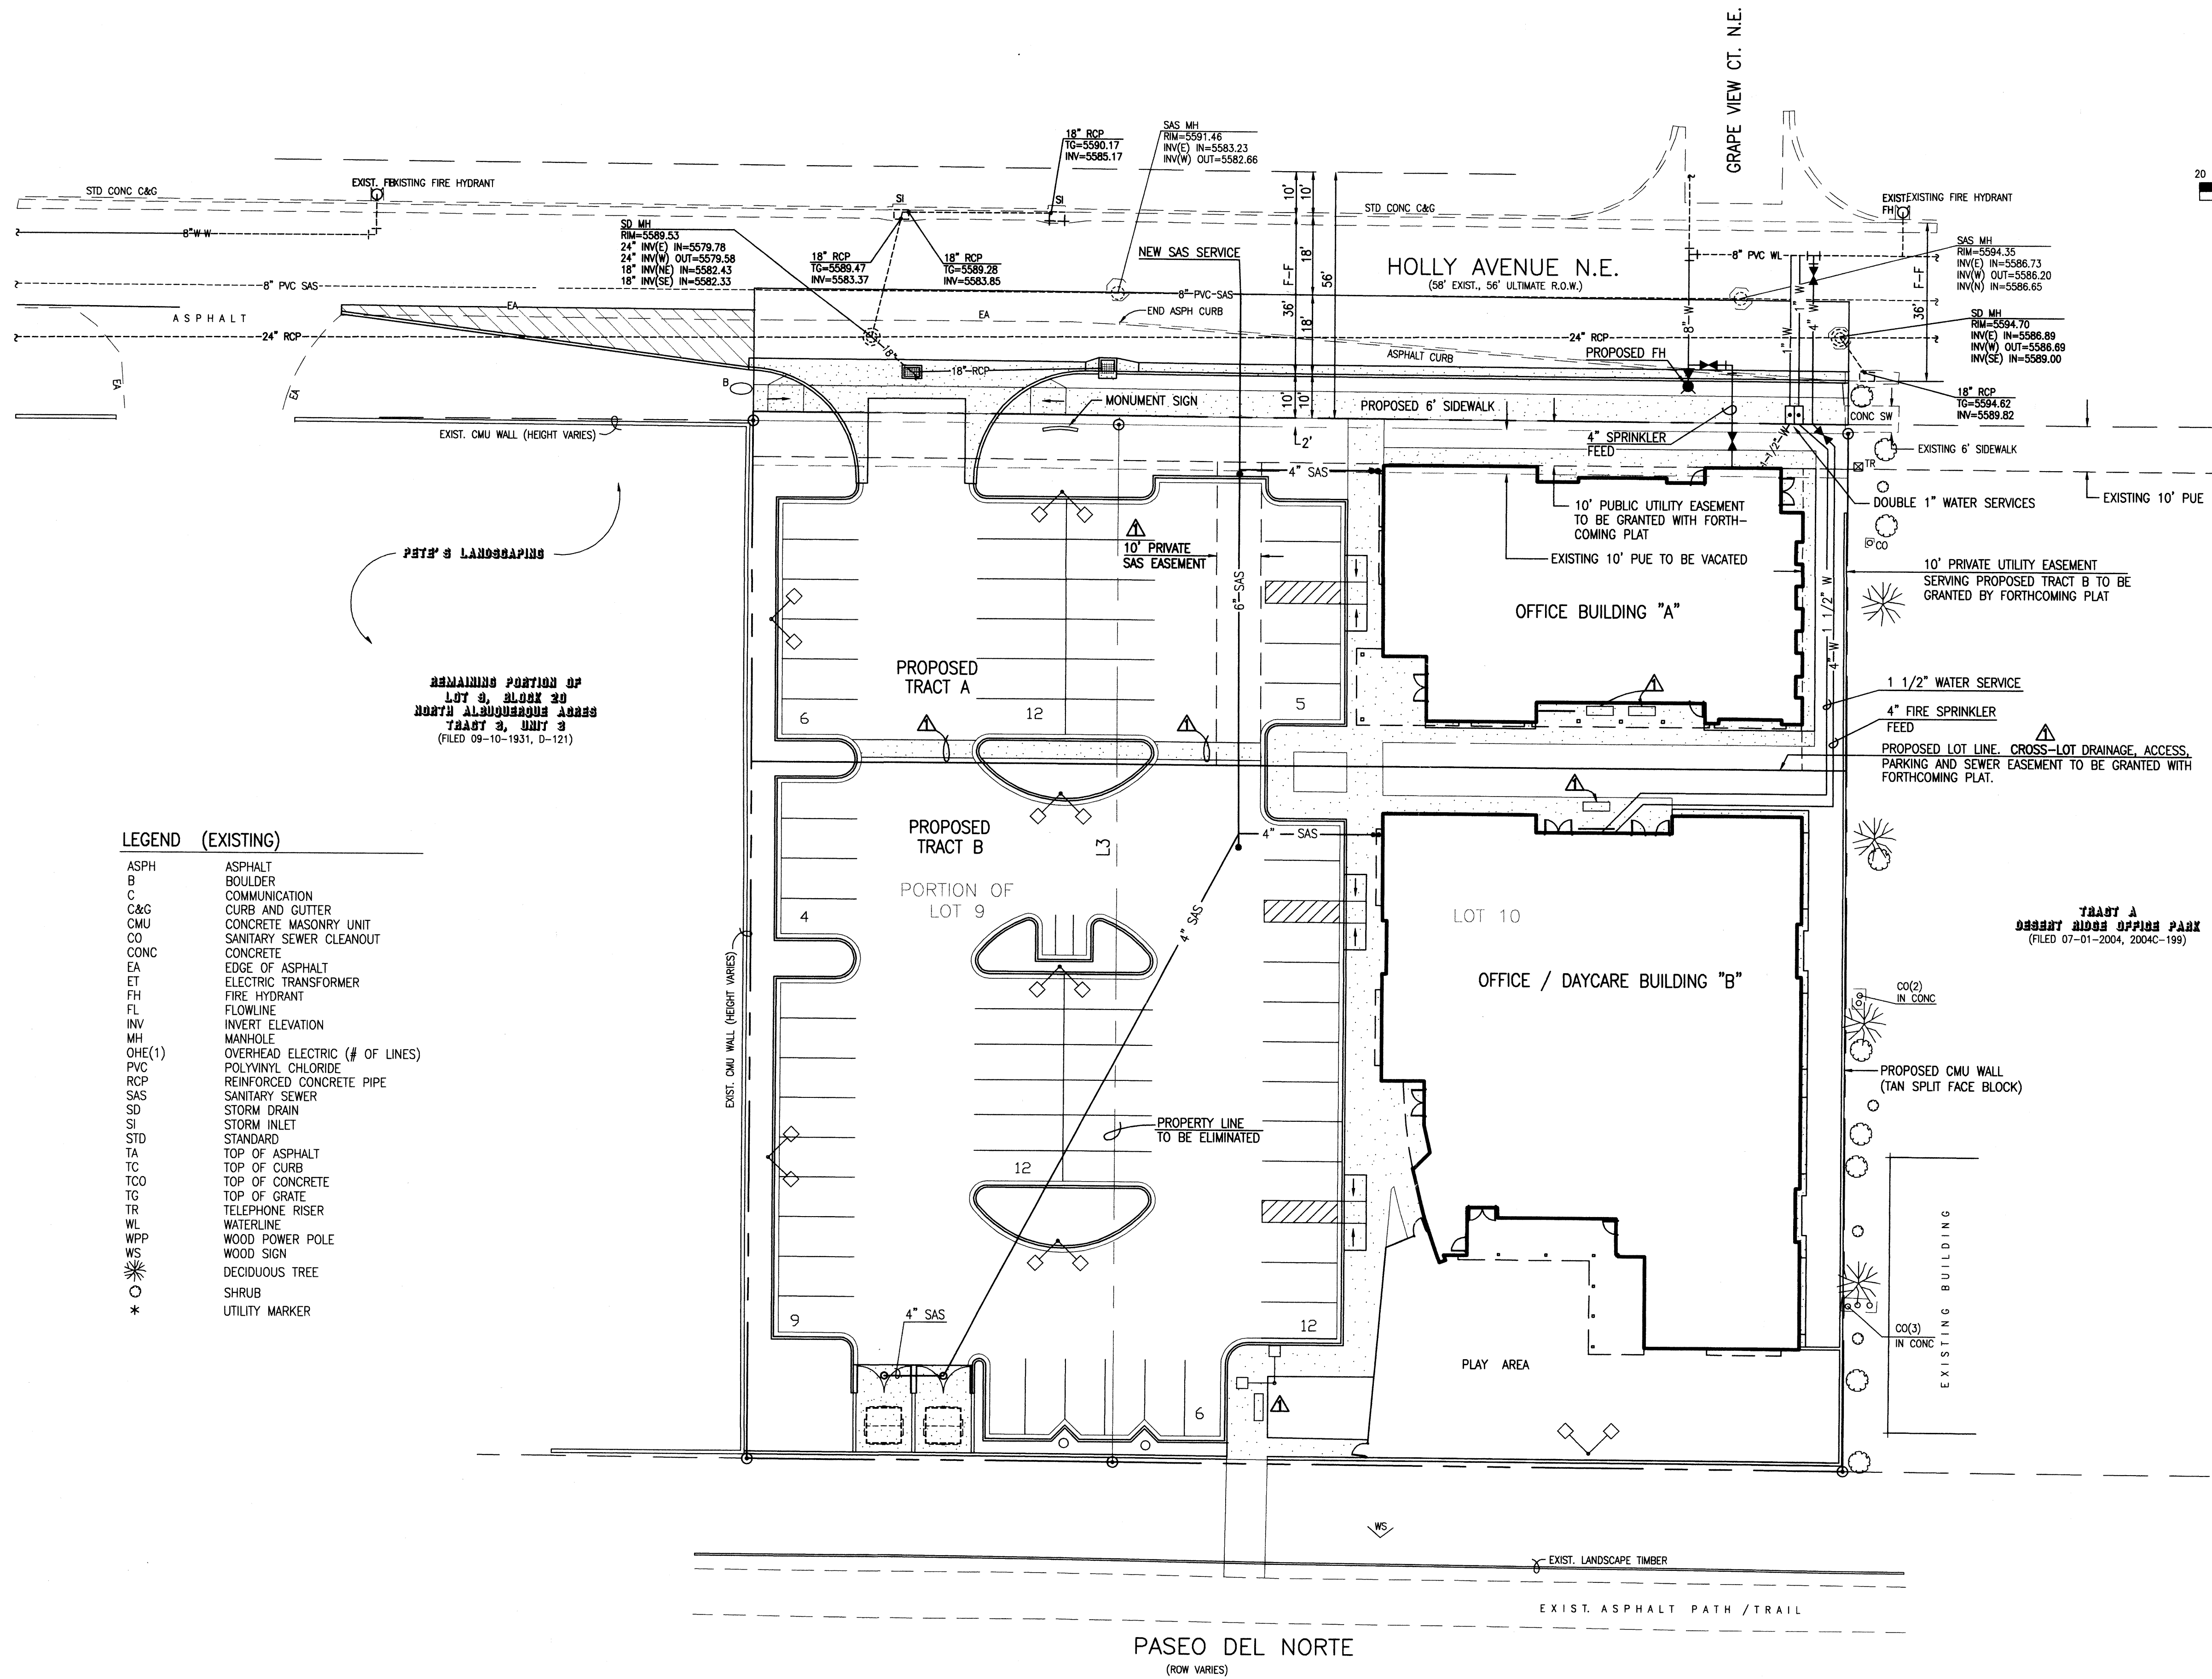 GRAPE VIEW CT. N.E.
20
18" RCP
TG=5590.17
INV=5585.17
SAS MH
RIM=5591.46
INV(E) IN=5583.23
INV(W) OUT=5582.66
STD CONC C&G
EXIST. FH
EXISTING FIRE HYDRANT
SI
SI
10'
10'
STD CONC C&G
EXIST.
FH
EXISTING FIRE HYDRANT
8" W
SD MH
RIM=5589.53
24" INV(E) IN=5579.78
24" INV(W) OUT=5579.58
18" INV(NE) IN=5582.43
18" INV(SE) IN=5582.33
18" RCP
TG=5589.47
INV=5583.37
18" RCP
TG=5589.28
INV=5583.85
NEW SAS SERVICE
36' F-F
18'
18'
56'
HOLLY AVENUE N.E.
(58' EXIST., 56' ULTIMATE R.O.W.)
8" PVC WL
36' F-F
SAS MH
RIM=5594.35
INV(E) IN=5586.73
INV(W) OUT=5586.20
INV(N) IN=5586.65
8" PVC SAS
8" PVC-SAS
EA
EA
END ASPH CURB
ASPHALT
24" RCP
24" RCP
SD MH
RIM=5594.70
INV(E) IN=5586.89
INV(W) OUT=5586.69
INV(SE) IN=5589.00
8"-W
1" W
1"-W
4" W
ASPHALT CURB
PROPOSED FH
18"
18"-RCP
EA
EA
B
10'
10'
MONUMENT SIGN
PROPOSED 6' SIDEWALK
18" RCP
TG=5594.62
INV=5589.82
CONC SW
EXIST. CMU WALL (HEIGHT VARIES)
2'
4" SPRINKLER
FEED
1-1/2"-W
EXISTING 6' SIDEWALK
TR
4" SAS
EXISTING 10' PUE
DOUBLE 1" WATER SERVICES
10' PUBLIC UTILITY EASEMENT
TO BE GRANTED WITH FORTH-
COMING PLAT
EXISTING 10' PUE TO BE VACATED
CO
PETE'S LANDSCAPING
1
10' PRIVATE
SAS EASEMENT
6"-SAS
10' PRIVATE UTILITY EASEMENT
SERVING PROPOSED TRACT B TO BE
GRANTED BY FORTHCOMING PLAT
OFFICE BUILDING "A"
1 1/2" W
4"-W
PROPOSED
TRACT A
REMAINING PORTION OF
LOT 9, BLOCK 20
NORTH ALBUQUERQUE ACRES
TRACT 3, UNIT 3
(FILED 09-10-1931, D-121)
6
12
5
1
1
1
1 1/2" WATER SERVICE
4" FIRE SPRINKLER
FEED
1
PROPOSED LOT LINE. CROSS-LOT DRAINAGE, ACCESS,
PARKING AND SEWER EASEMENT TO BE GRANTED WITH
FORTHCOMING PLAT.
1
PROPOSED
TRACT B
L3
4" — SAS
PORTION OF
LOT 9
4
4" SAS
LOT 10
OFFICE / DAYCARE BUILDING "B"
TRACT A
DESERT RIDGE OFFICE PARK
(FILED 07-01-2004, 2004C-199)
LEGEND (EXISTING)
ASPH ASPHALT
B BOULDER
C COMMUNICATION
C&G CURB AND GUTTER
CMU CONCRETE MASONRY UNIT
CO SANITARY SEWER CLEANOUT
CONC CONCRETE
EA EDGE OF ASPHALT
ET ELECTRIC TRANSFORMER
FH FIRE HYDRANT
FL FLOWLINE
INV INVERT ELEVATION
MH MANHOLE
OHE(1) OVERHEAD ELECTRIC (# OF LINES)
PVC POLYVINYL CHLORIDE
RCP REINFORCED CONCRETE PIPE
SAS SANITARY SEWER
SD STORM DRAIN
SI STORM INLET
STD STANDARD
TA TOP OF ASPHALT
TC TOP OF CURB
TCO TOP OF CONCRETE
TG TOP OF GRATE
TR TELEPHONE RISER
WL WATERLINE
WPP WOOD POWER POLE
WS WOOD SIGN
DECIDUOUS TREE
SHRUB
UTILITY MARKER
EXIST. CMU WALL (HEIGHT VARIES)
CO(2)
IN CONC
PROPOSED CMU WALL
(TAN SPLIT FACE BLOCK)
PROPERTY LINE
TO BE ELIMINATED
12
EXISTING BUILDING
9
4" SAS
12
CO(3)
IN CONC
PLAY AREA
6
1
WS
EXIST. LANDSCAPE TIMBER
EXIST. ASPHALT PATH / TRAIL
PASEO DEL NORTE
(ROW VARIES)